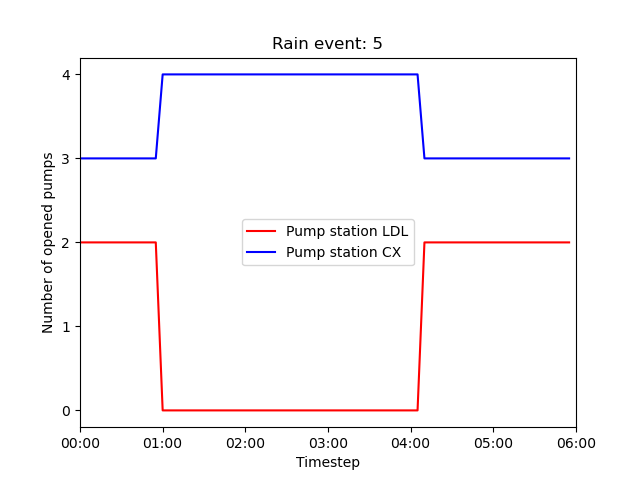 Rain event: 5
Number of opened pumps
4
3
2
1
0
Pump station LDL
Pump station CX
00:00 01:00 02:00 03:00 04:00 05:00 06:00
Timestep